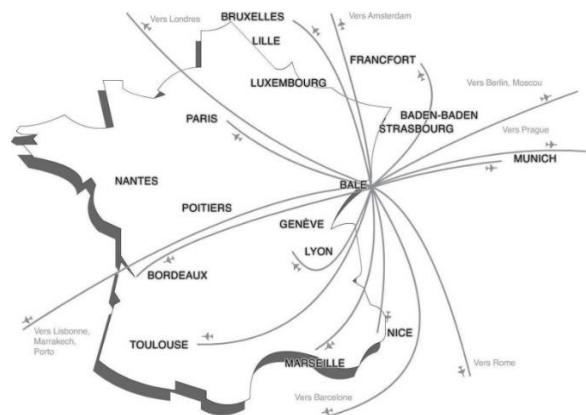 BRUXELLES
Vers Londres
Vers Amsterdam
LILLE
FRANCFORT
LUXEMBOURG
Vers Berlin, Moscou
PARIS
BADEN-BADEN
STRASBOURG
Vers Prague
MUNICH
NANTES
BALE
POITIERS
GENÈVE
LYON
BORDEAUX
Vers Lisbonne,
Marrakech,
Porto
TOULOUSE
NICE
MARSEILLE
Vers Rome
Vers Barcelone